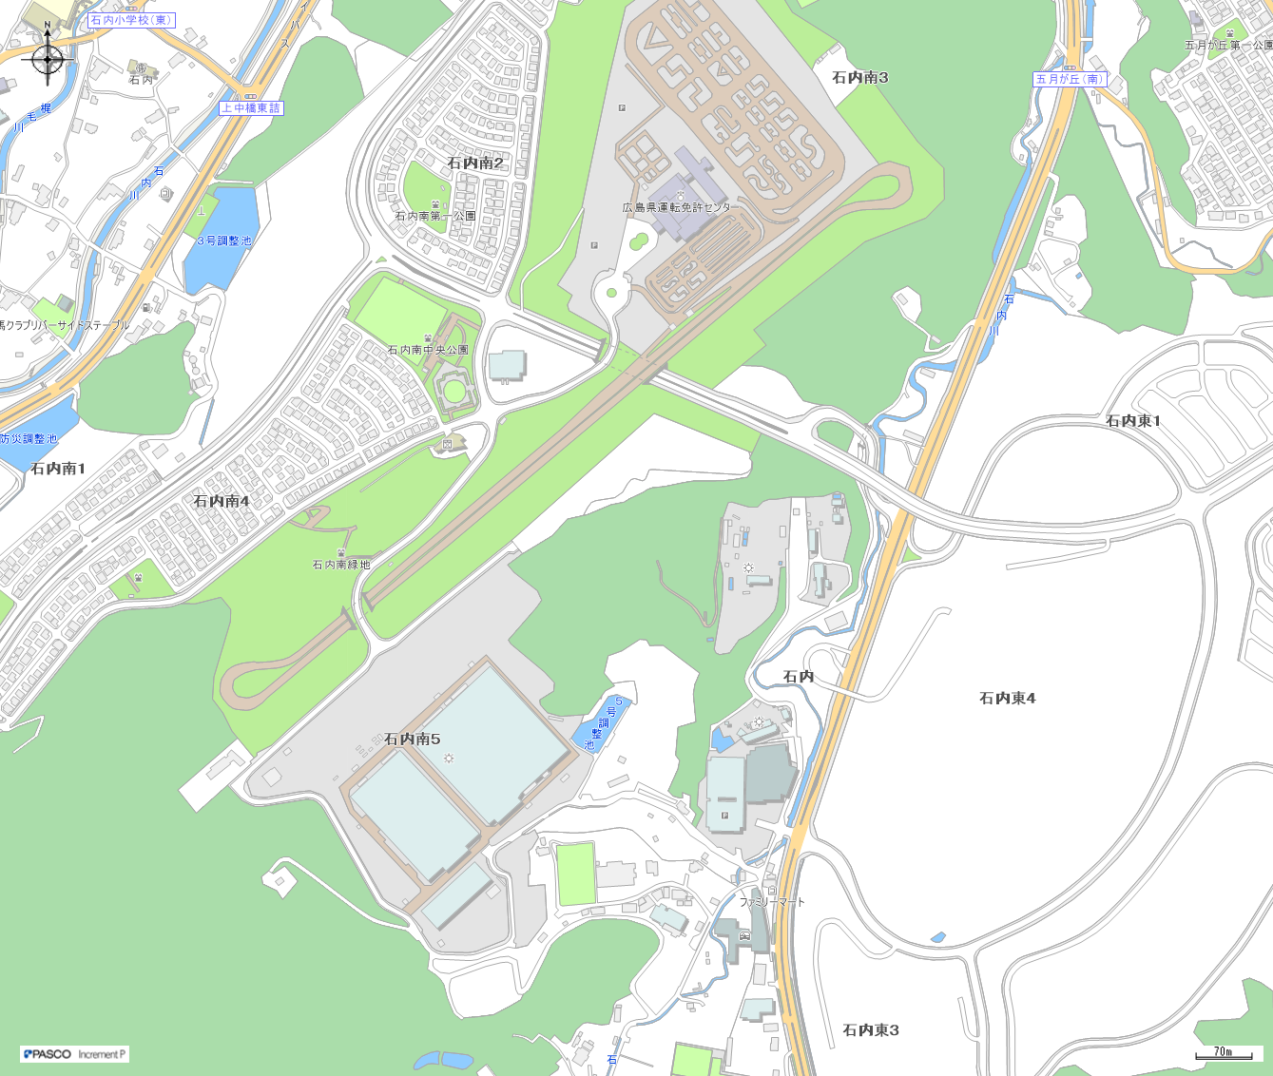 石内小学校(東)
N
バス
五月が丘第一公園
石内
石内南3
五月が丘(南)
上中橋東詰
梶毛川
石内南2
石内川
広島県運転免許センター
石内南第一公園
3号調整池
石内川
馬クラブリバーサイドステーブル
石内南中央公園
石内東1
防災調整池
石内南1
石内南4
石内南緑地
石内
石内東4
5号調整池
石内南5
P
ファミリーマート
石内東3
石
PASCO Increment P
70m